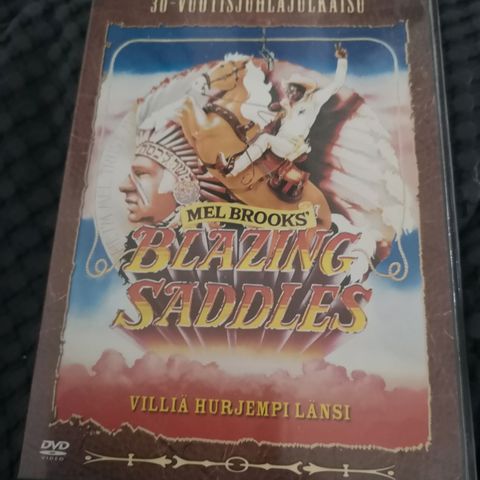 30-VUOTISJUHLAJULKAISU
MEL BROOKS'
BLAZING
SADDLES
VILLIÄ HURJEMPI LÄNSI
DVD
VIDEO